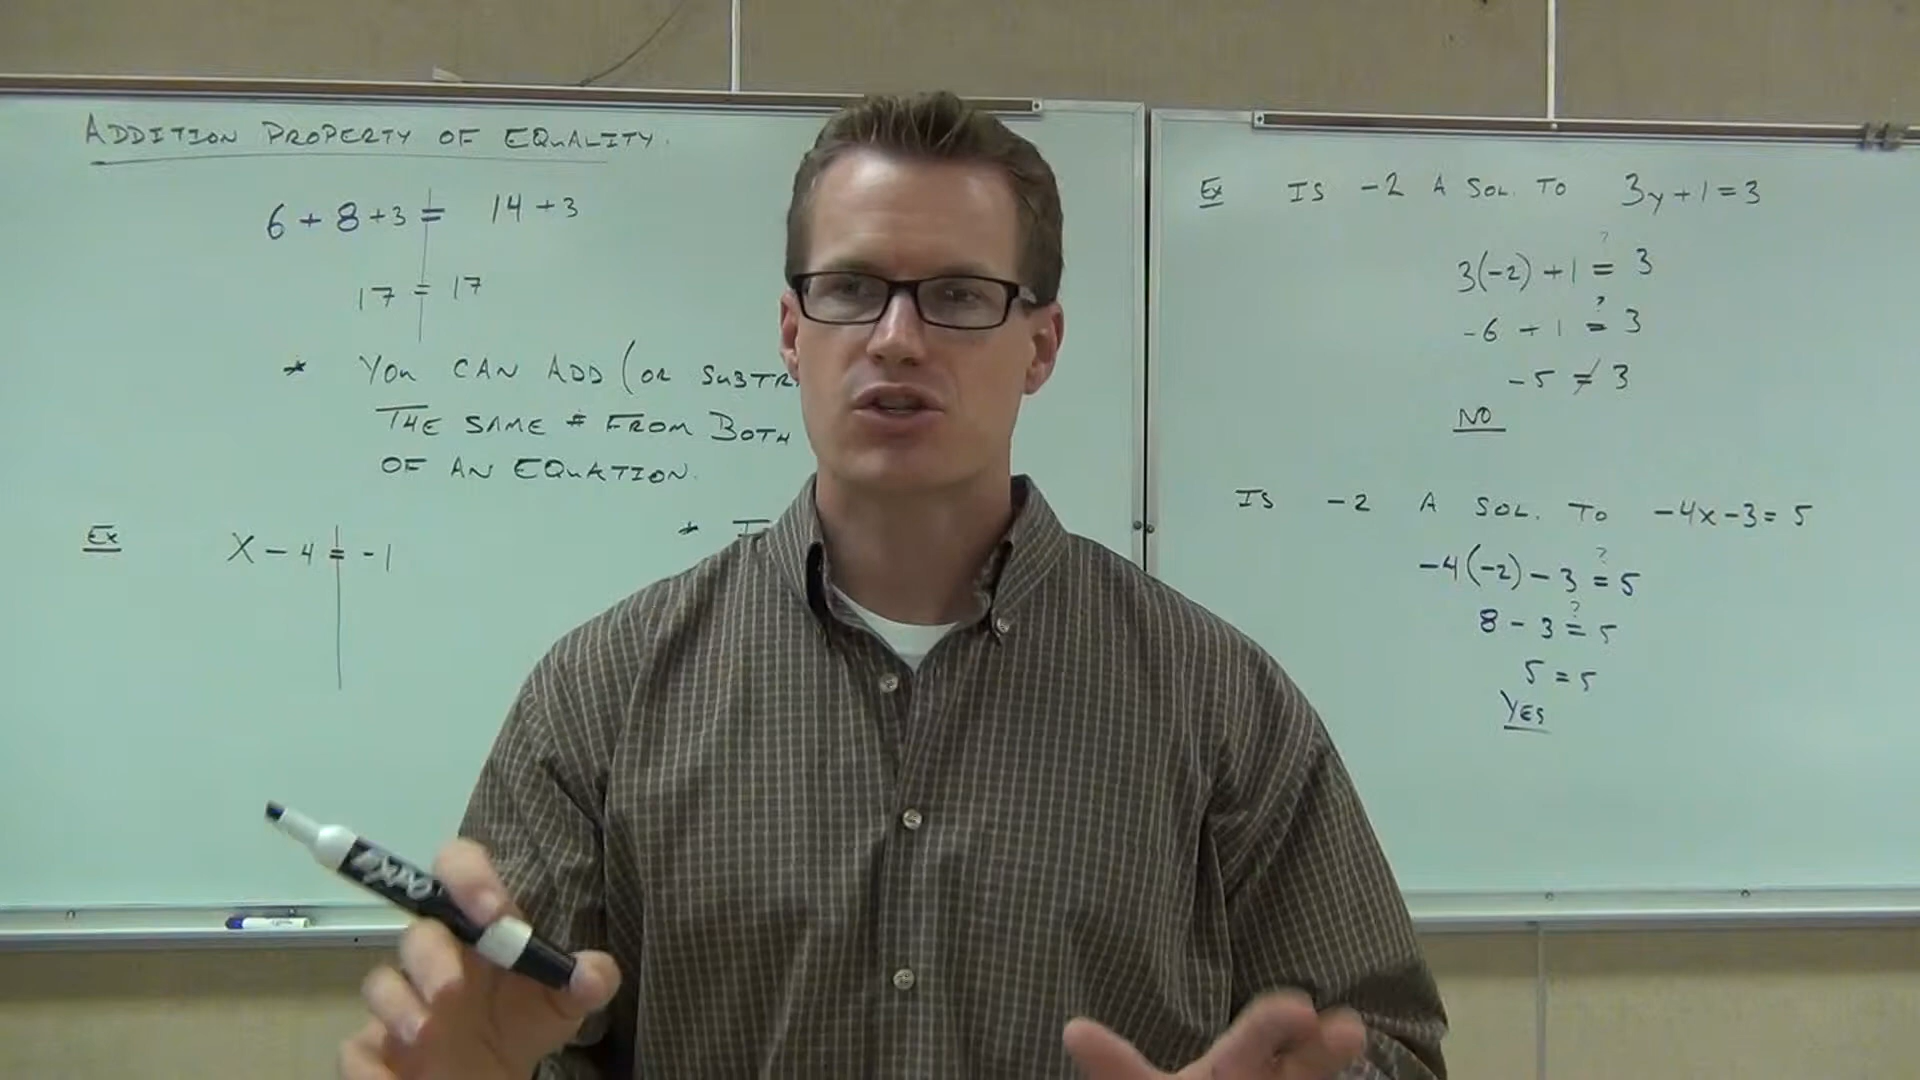 ADDITION PROPERTY OF EQUALITY.
6 + 8 + 3 = 14 + 3
17 = 17
* YOU CAN ADD (OR SUBTR
THE SAME # FROM BOTH
OF AN EQUATION.
Ex X - 4 = -1
*
Ex IS -2 A SOL. TO 3y + 1 = 3
3(-2) + 1 ≟ 3
-6 + 1 ≟ 3
-5 ≠ 3
NO
IS -2 A SOL. TO -4x - 3 = 5
-4(-2) - 3 ≟ 5
8 - 3 ≟ 5
5 = 5
YES
EXPO